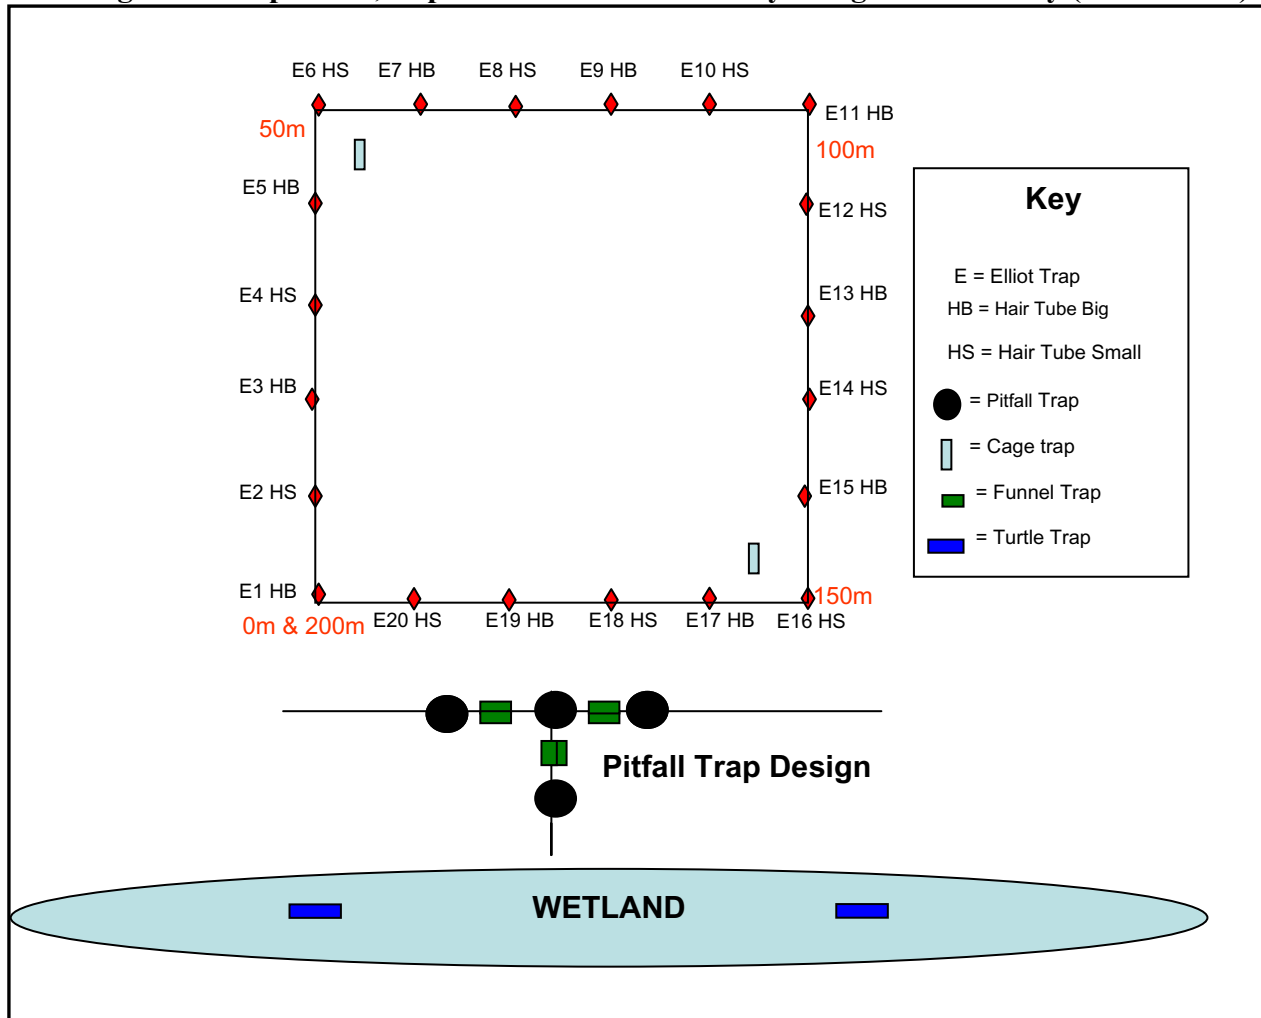 E6 HS E7 HB E8 HS E9 HB E10 HS
E11 HB
50m
100m
E5 HB
E12 HS
E4 HS
E13 HB
E3 HB
E14 HS
E2 HS
E15 HB
E1 HB
150m
0m & 200m
E20 HS E19 HB E18 HS E17 HB E16 HS
Key
E = Elliot Trap
HB = Hair Tube Big
HS = Hair Tube Small
= Pitfall Trap
= Cage trap
= Funnel Trap
= Turtle Trap
Pitfall Trap Design
WETLAND